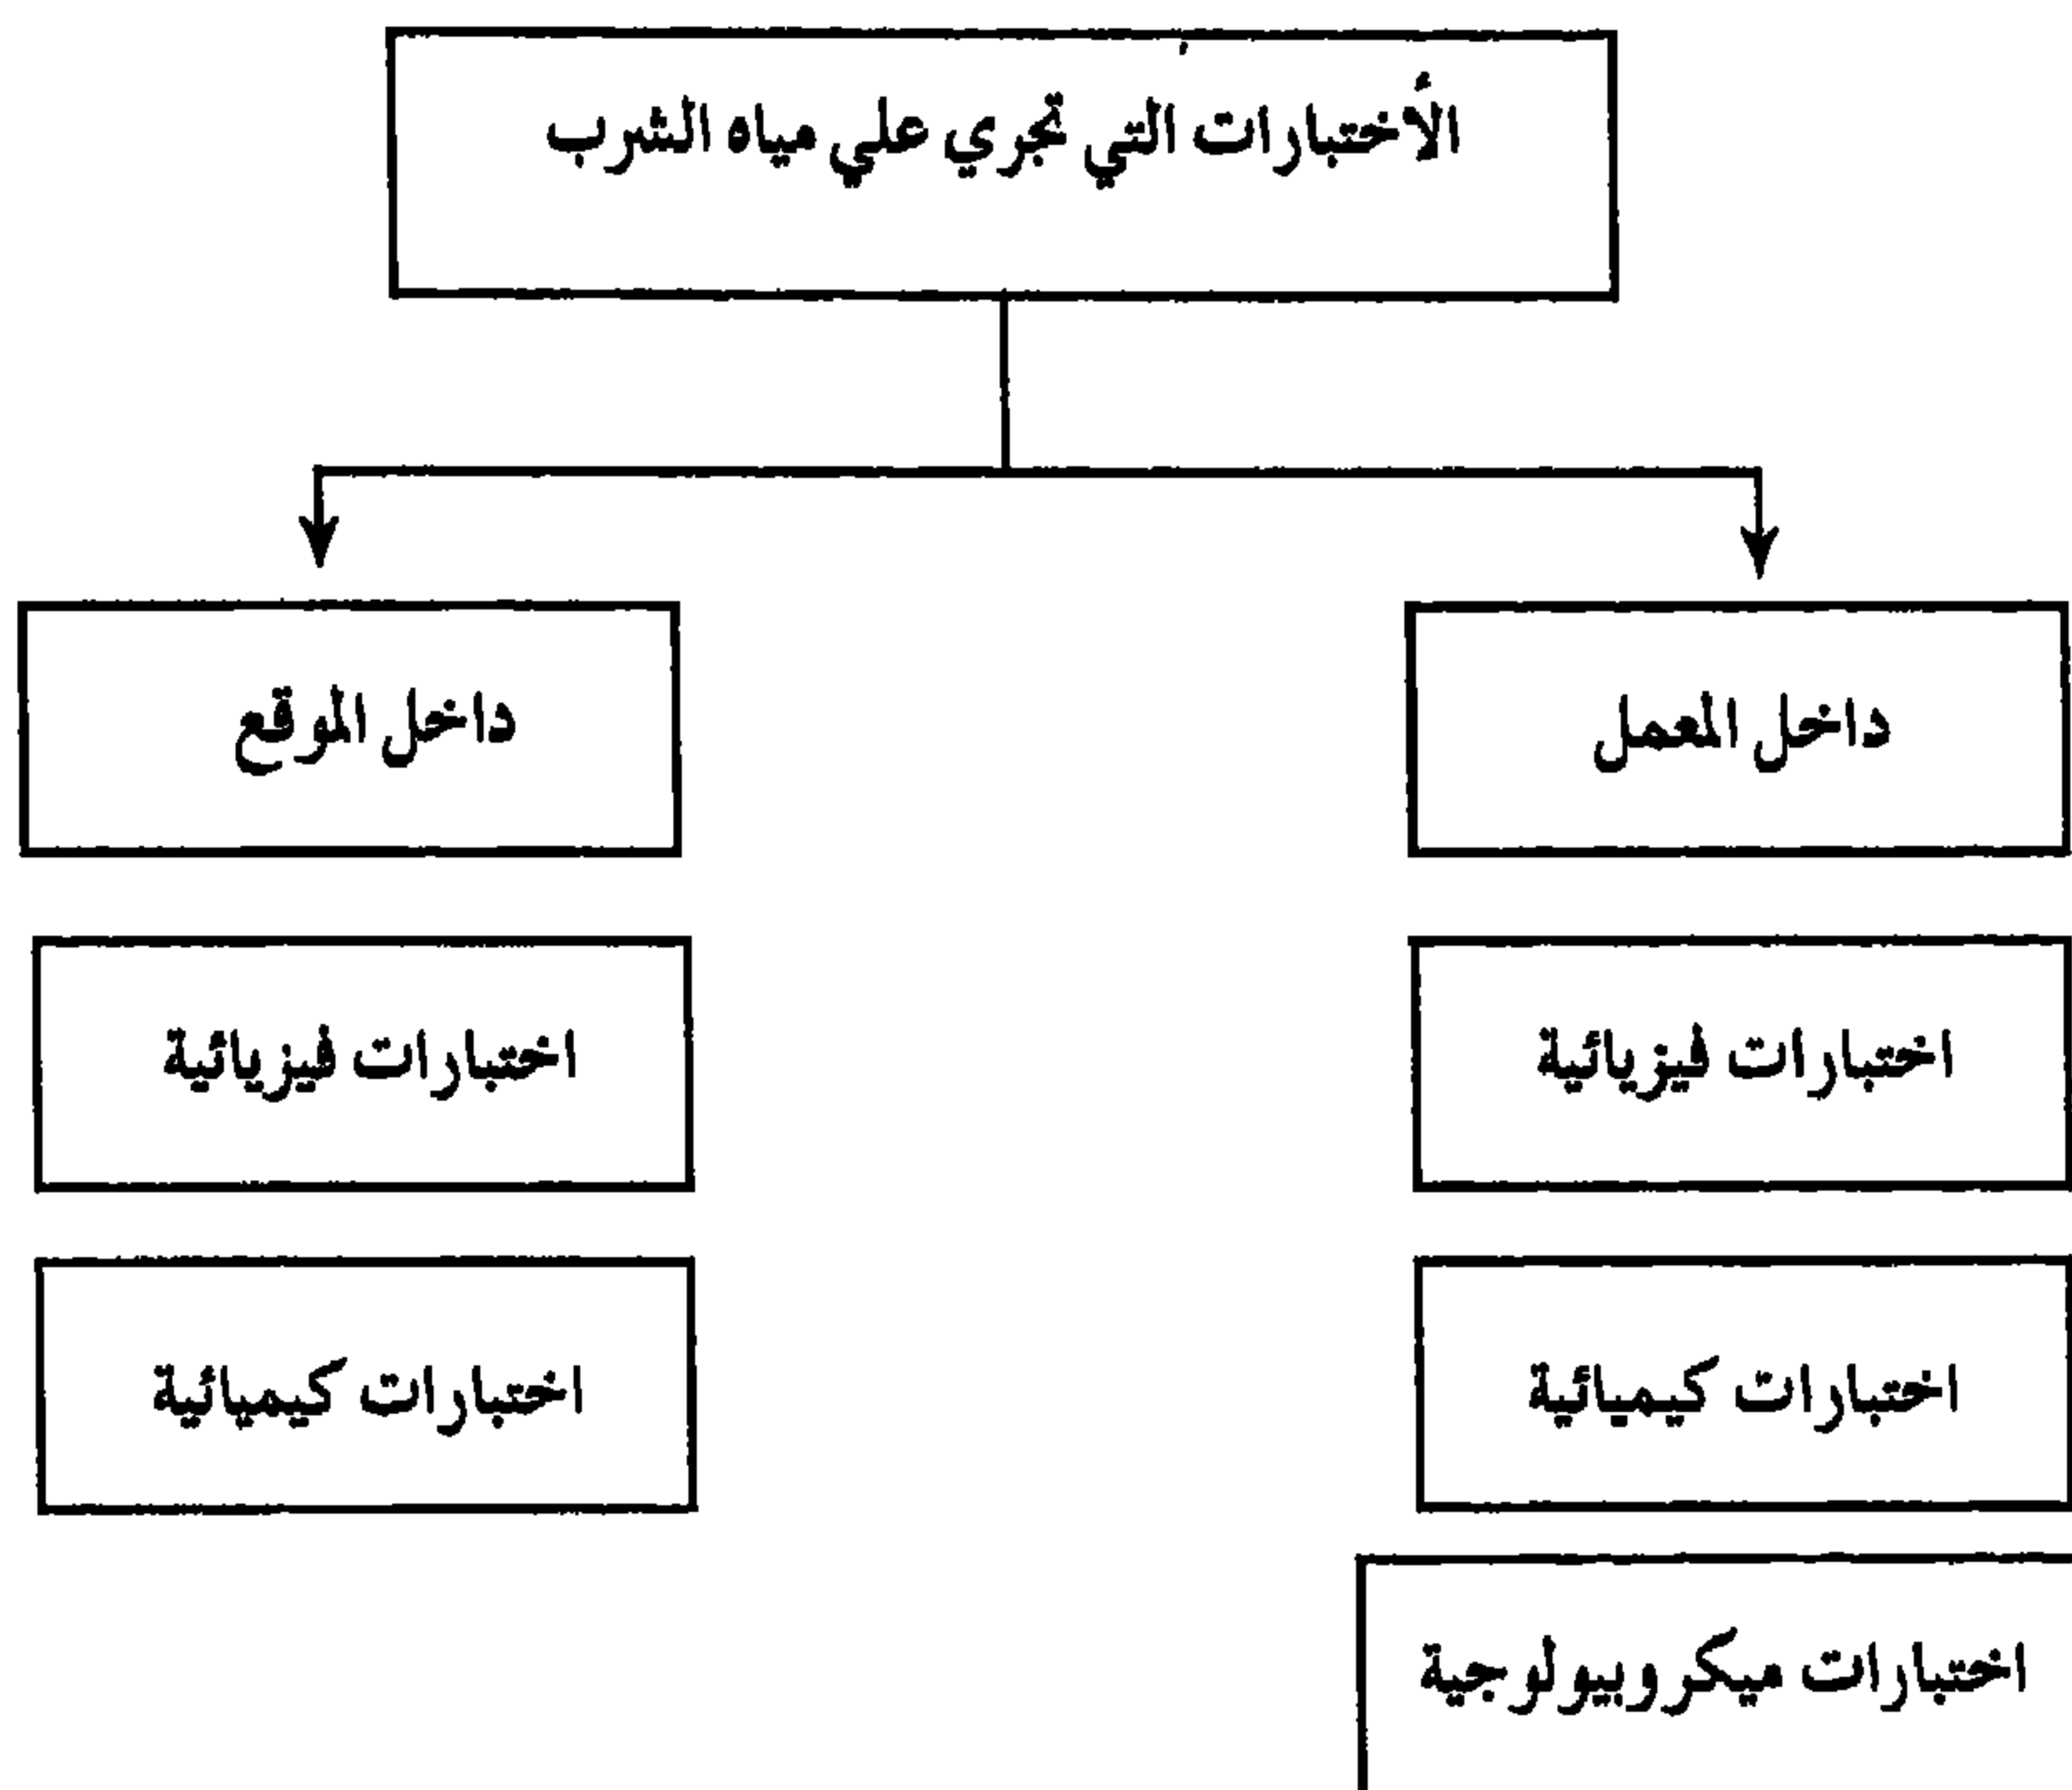 الأختبارات التي تجري علي مياه الشرب
داخل المعمل
داخل الموقع
اختبارات فيزيائية
اختبارات فيزيائية
اختبارات كيميائية
اختبارات كيميائية
اختبارات ميكروبيولوجية